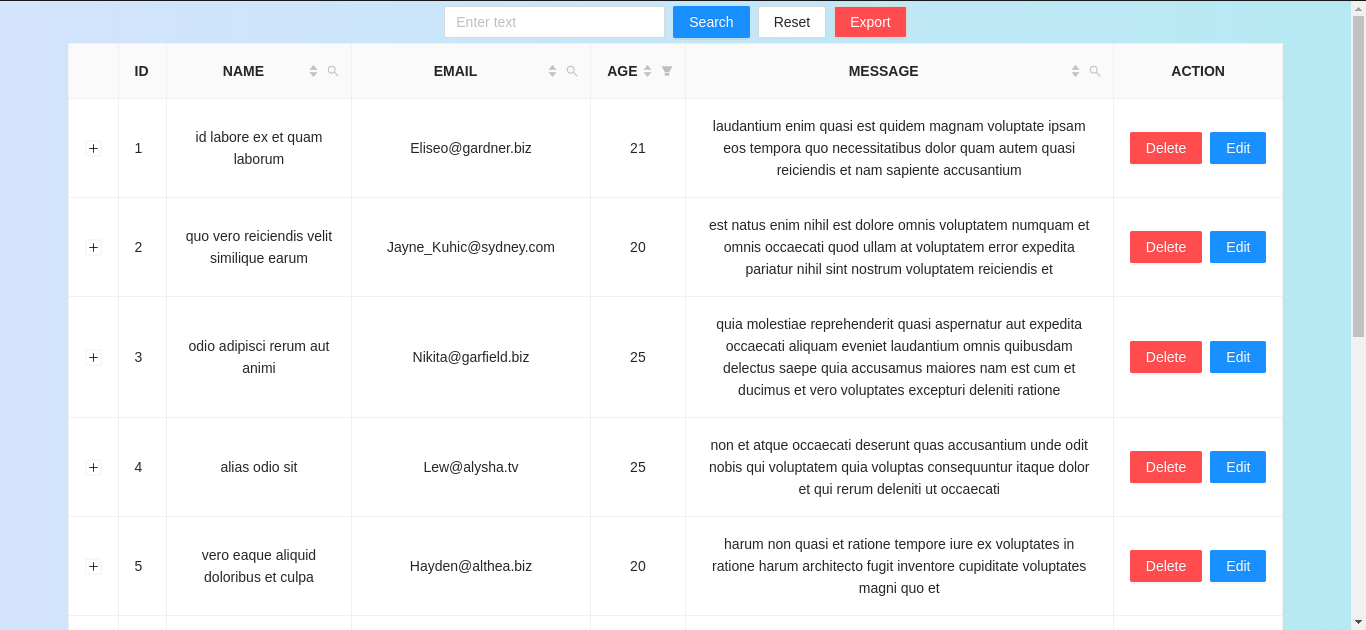 Enter text Search Reset Export
ID NAME EMAIL AGE MESSAGE ACTION
1
id labore ex et quam
laborum
Eliseo@gardner.biz
21
laudantium enim quasi est quidem magnam voluptate ipsam
eos tempora quo necessitatibus dolor quam autem quasi
reiciendis et nam sapiente accusantium
Delete Edit
2
quo vero reiciendis velit
similique earum
Jayne_Kuhic@sydney.com
20
est natus enim nihil est dolore omnis voluptatem numquam et
omnis occaecati quod ullam at voluptatem error expedita
pariatur nihil sint nostrum voluptatem reiciendis et
Delete Edit
3
odio adipisci rerum aut
animi
Nikita@garfield.biz
25
quia molestiae reprehenderit quasi aspernatur aut expedita
occaecati aliquam eveniet laudantium omnis quibusdam
delectus saepe quia accusamus maiores nam est cum et
ducimus et vero voluptates excepturi deleniti ratione
Delete Edit
4
alias odio sit
Lew@alysha.tv
25
non et atque occaecati deserunt quas accusantium unde odit
nobis qui voluptatem quia voluptas consequuntur itaque dolor
et qui rerum deleniti ut occaecati
Delete Edit
5
vero eaque aliquid
doloribus et culpa
Hayden@althea.biz
20
harum non quasi et ratione tempore iure ex voluptates in
ratione harum architecto fugit inventore cupiditate voluptates
magni quo et
Delete Edit